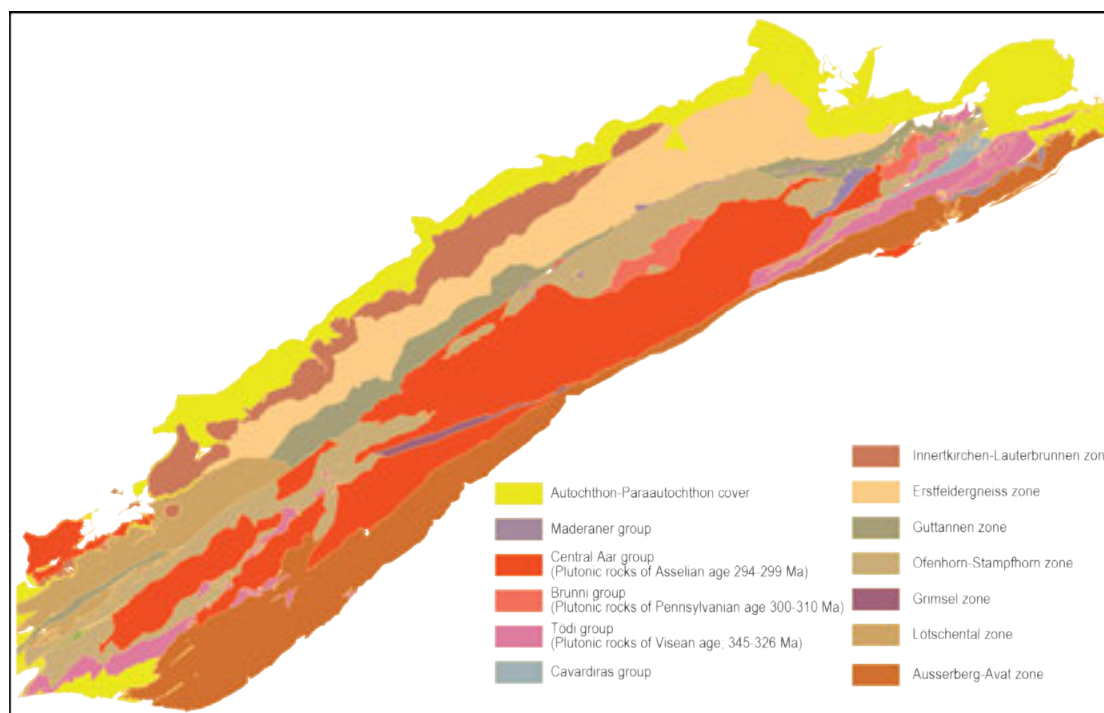 Autochthon-Paraautochthon cover
Maderaner group
Central Aar group
(Plutonic rocks of Asselian age 294-299 Ma)
Brunni group
(Plutonic rocks of Pennsylvanian age 300-310 Ma)
Tödi group
(Plutonic rocks of Visean age, 345-326 Ma)
Cavardiras group
Innertkirchen-Lauterbrunnen zon
Erstfeldergneiss zone
Guttannen zone
Ofenhorn-Stampfhorn zone
Grimsel zone
Lötschental zone
Ausserberg-Avat zone